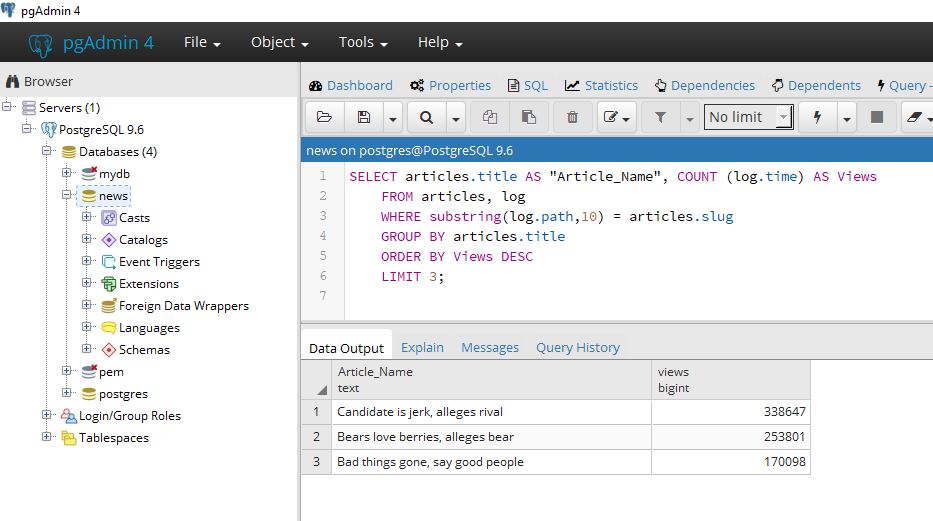 pgAdmin 4
pgAdmin 4 File Object Tools Help
Browser
Servers (1)
PostgreSQL 9.6
Databases (4)
mydb
news
Casts
Catalogs
Event Triggers
Extensions
Foreign Data Wrappers
Languages
Schemas
pem
postgres
Login/Group Roles
Tablespaces
Dashboard Properties SQL Statistics Dependencies Dependents Query -
No limit
news on postgres@PostgreSQL 9.6
1 SELECT articles.title AS "Article_Name", COUNT (log.time) AS Views
2 FROM articles, log
3 WHERE substring(log.path,10) = articles.slug
4 GROUP BY articles.title
5 ORDER BY Views DESC
6 LIMIT 3;
7
Data Output Explain Messages Query History
Article_Name views
text bigint
1 Candidate is jerk, alleges rival 338647
2 Bears love berries, alleges bear 253801
3 Bad things gone, say good people 170098